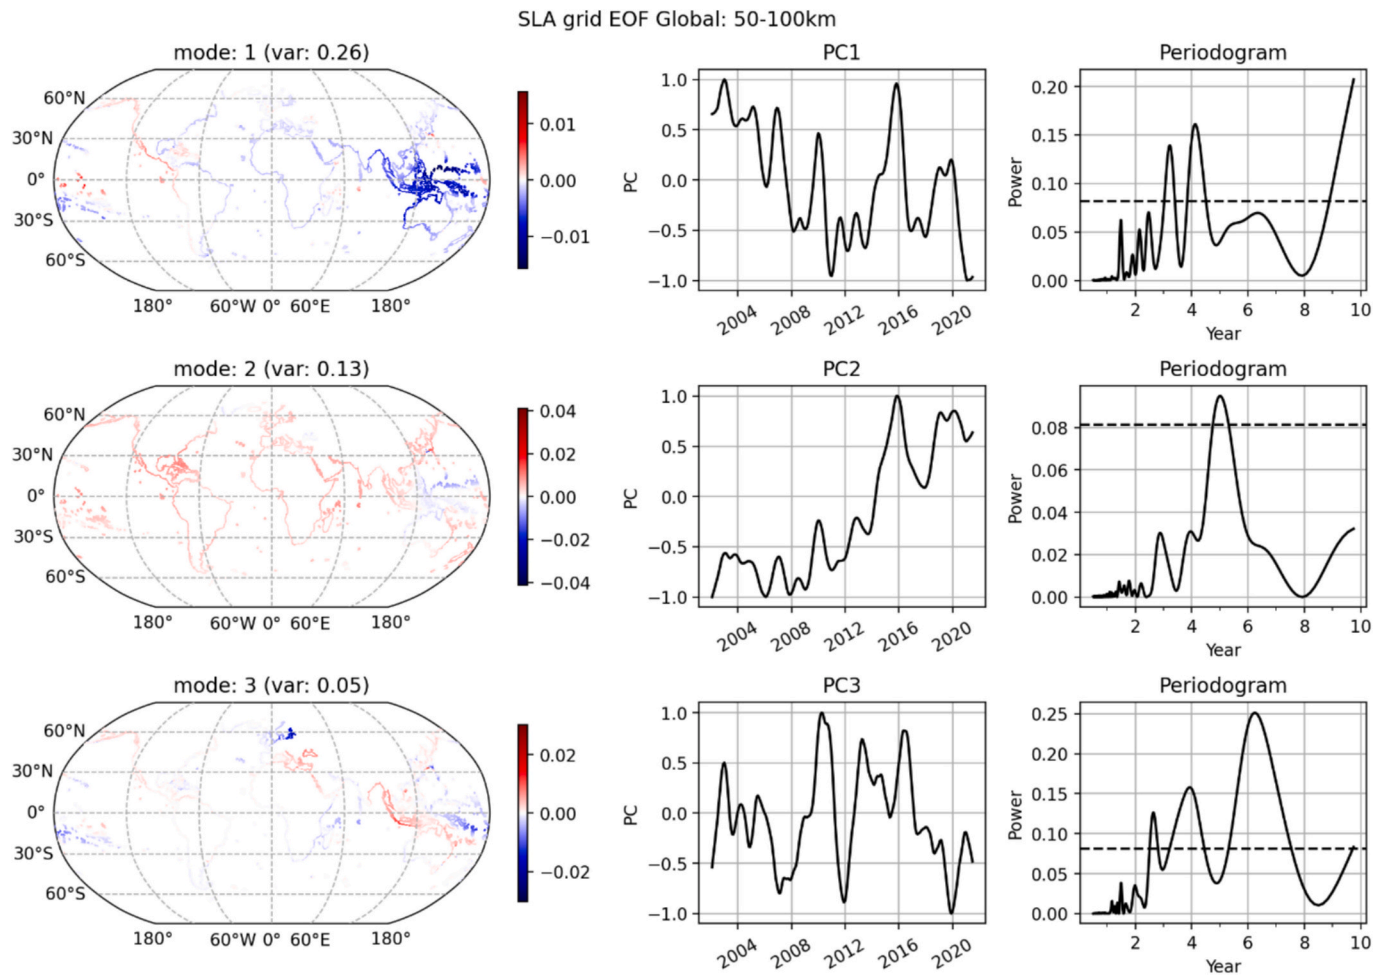 SLA grid EOF Global: 50-100km
mode: 1 (var: 0.26)
60°N
30°N
0°
30°S
60°S
180°
60°W 0° 60°E
180°
0.01
0.00
−0.01
PC1
PC
1.0
0.5
0.0
−0.5
−1.0
2004
2008
2012
2016
2020
Periodogram
Power
0.20
0.15
0.10
0.05
0.00
2
4
6
8
10
Year
mode: 2 (var: 0.13)
60°N
30°N
0°
30°S
60°S
180°
60°W 0° 60°E
180°
0.04
0.02
0.00
−0.02
−0.04
PC2
PC
1.0
0.5
0.0
−0.5
−1.0
2004
2008
2012
2016
2020
Periodogram
Power
0.08
0.06
0.04
0.02
0.00
2
4
6
8
10
Year
mode: 3 (var: 0.05)
60°N
30°N
0°
30°S
60°S
180°
60°W 0° 60°E
180°
0.02
0.00
−0.02
PC3
PC
1.0
0.5
0.0
−0.5
−1.0
2004
2008
2012
2016
2020
Periodogram
Power
0.25
0.20
0.15
0.10
0.05
0.00
2
4
6
8
10
Year